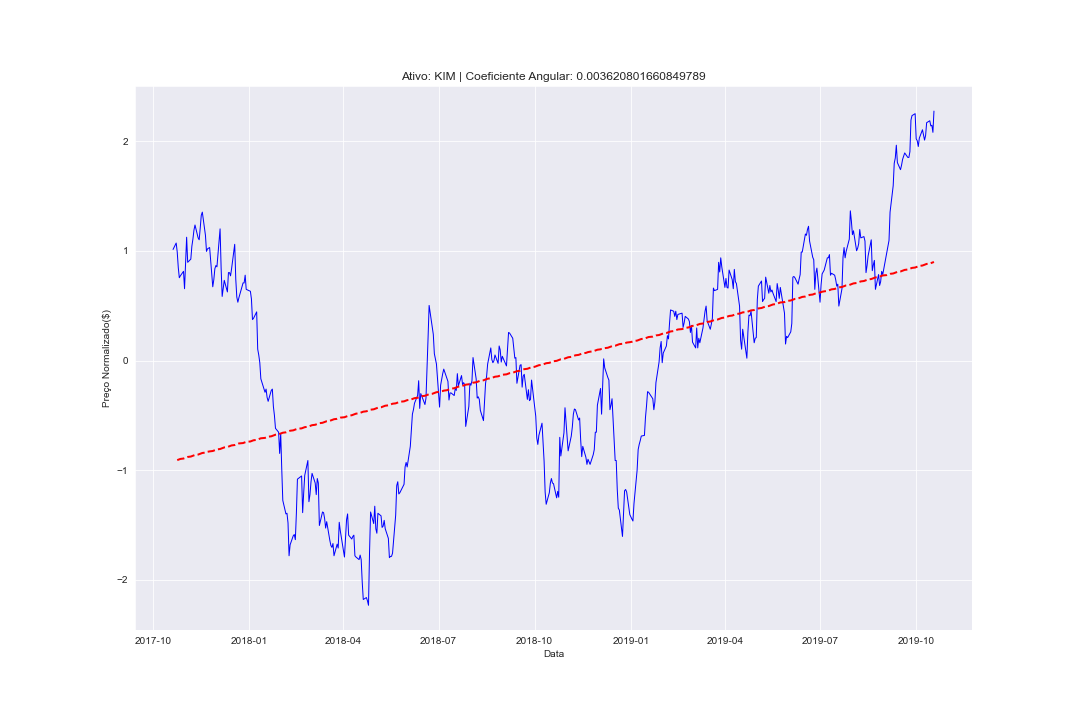 Ativo: KIM | Coeficiente Angular: 0.003620801660849789
Preço Normalizado($)
2
1
0
−1
−2
2017-10 2018-01 2018-04 2018-07 2018-10 2019-01 2019-04 2019-07 2019-10
Data